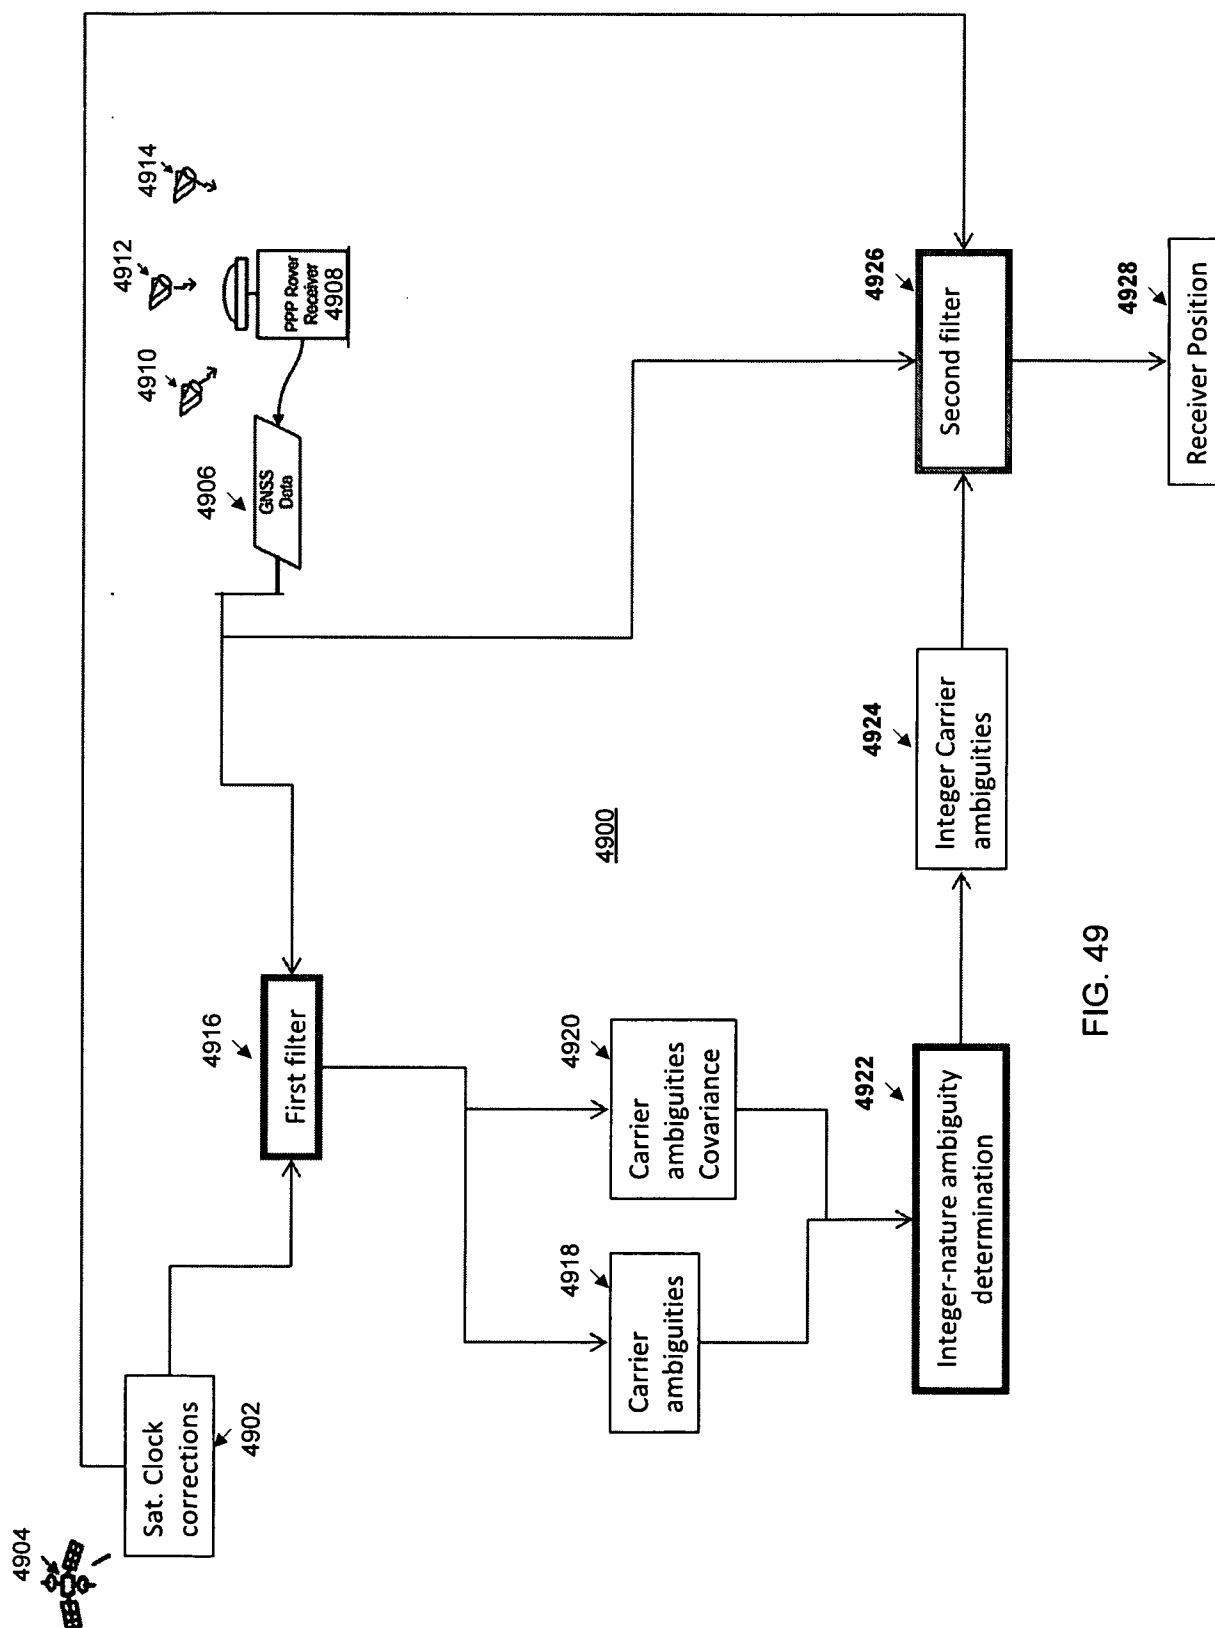 4904
Sat. Clock
corrections
4902
4916
First filter
4906
GNSS
Data
4910
4912
4914
PPP Rover
Receiver
4908
4918
Carrier
ambiguities
4920
Carrier
ambiguities
Covariance
4900
4922
Integer-nature ambiguity
determination
4924
Integer Carrier
ambiguities
4926
Second filter
4928
Receiver Position
FIG. 49